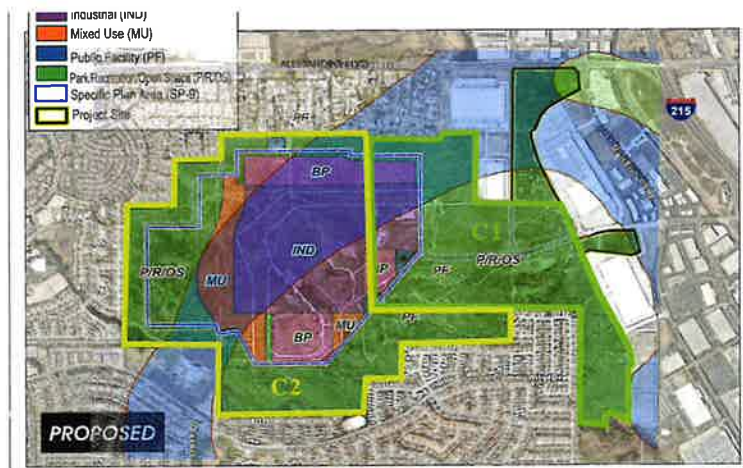 Industrial (IND)
Mixed Use (MU)
Public Facility (PF)
Park/Recreation/Open Space (P/R/OS)
Specific Plan Area (SP-9)
Project Site
PF
215
BP
C1
IND
P/R/OS
MU
PF
P/R/OS
MU
PF
BP
C2
PROPOSED